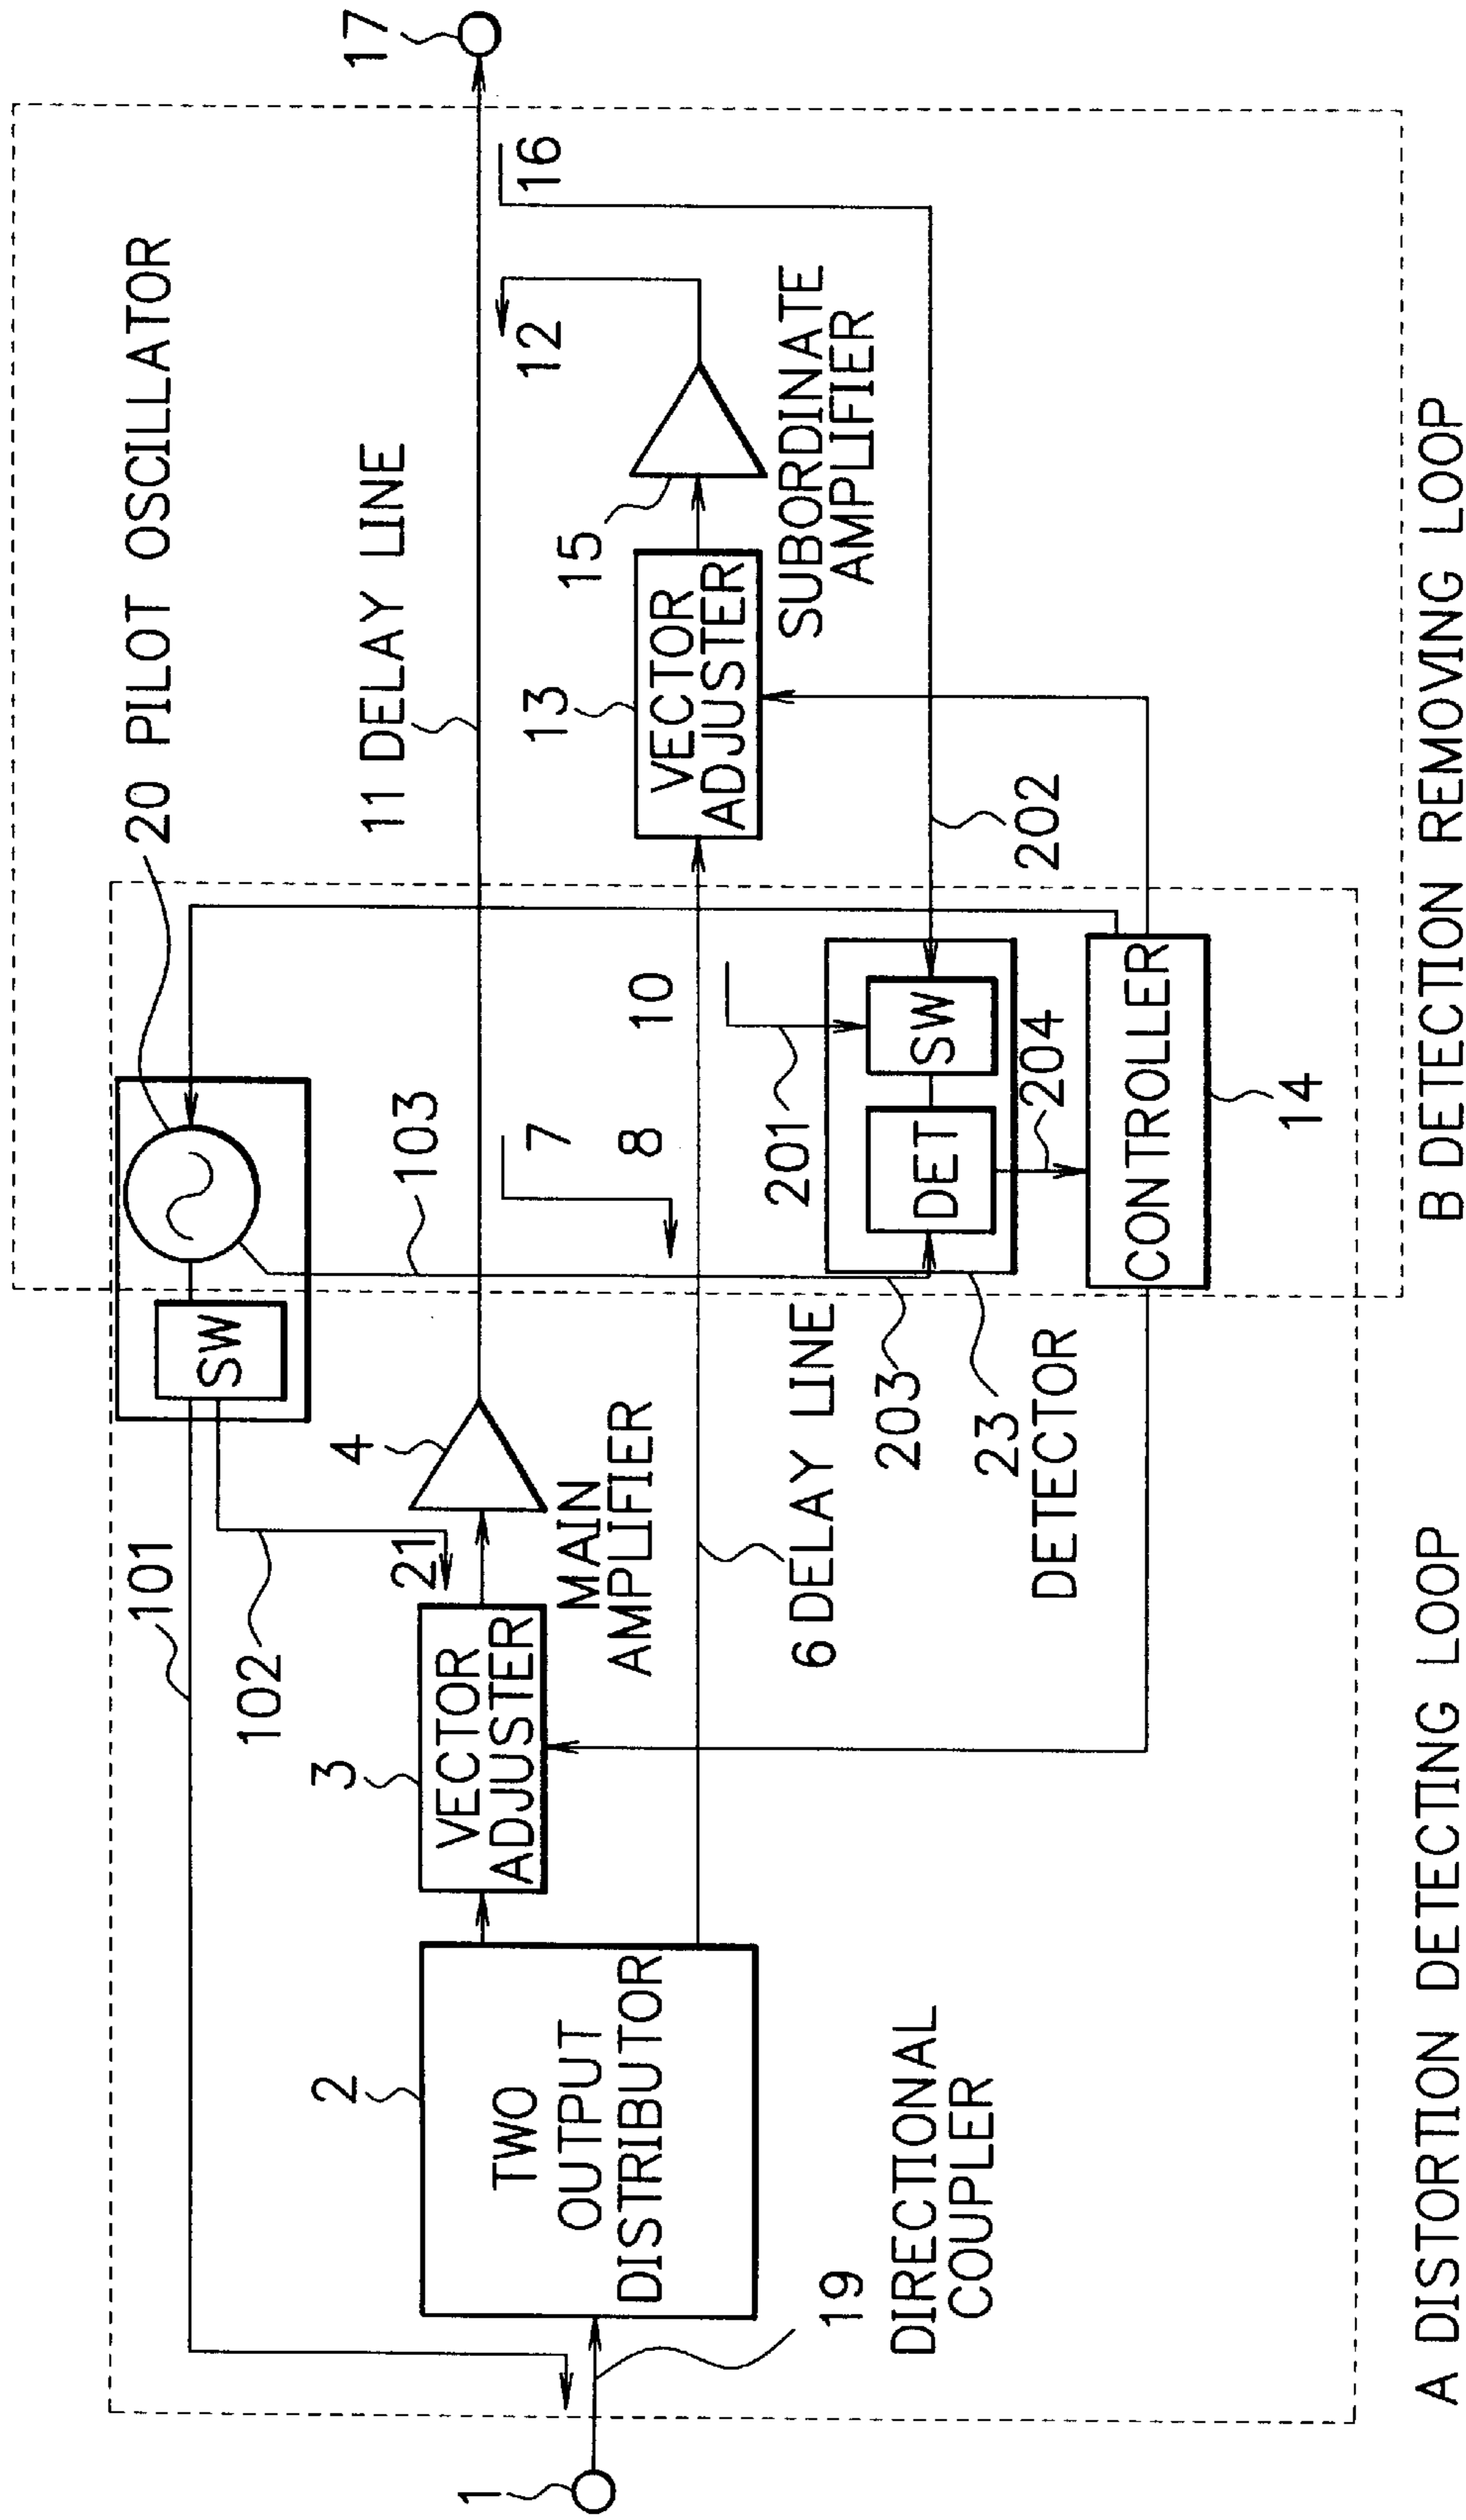 20 PILOT OSCILLATOR
17
11 DELAY LINE
16
12
15
SUBORDINATE
AMPLIFIER
13
VECTOR
ADJUSTER
202
SW
101
102
103
21
4
MAIN
AMPLIFIER
7
8
10
201
SW
DET
204
203
23
DETECTOR
CONTROLLER
14
6 DELAY LINE
3
VECTOR
ADJUSTER
2
TWO
OUTPUT
DISTRIBUTOR
1
19
DIRECTIONAL
COUPLER
A DISTORTION DETECTING LOOP
B DETECTION REMOVING LOOP